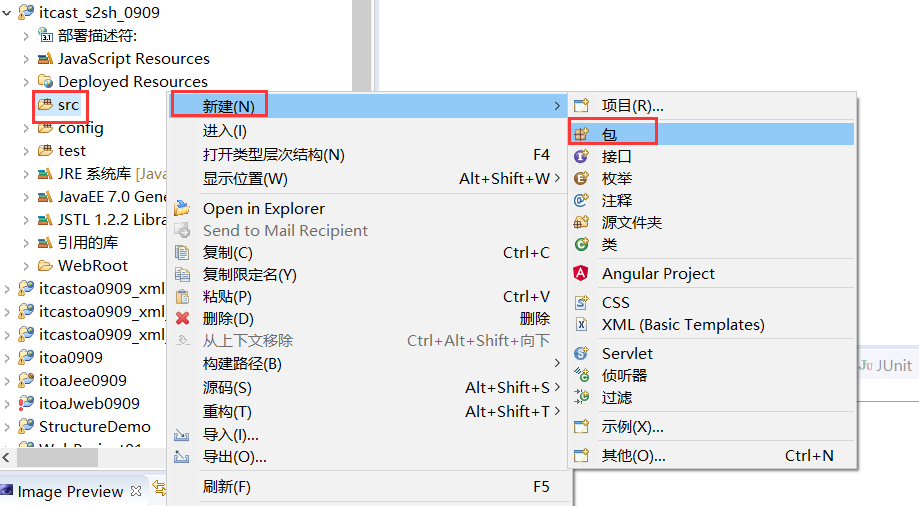 itcast_s2sh_0909
3.1 部署描述符:
JavaScript Resources
Deployed Resources
src
config
test
JRE 系统库 [Java
JavaEE 7.0 Gene
JSTL 1.2.2 Libra
引用的库
WebRoot
itcastoa0909_xml
itcastoa0909_xml
itcastoa0909_xml
itoa0909
itoaJee0909
itoaJweb0909
StructureDemo
Image Preview
新建(N)
进入(I)
打开类型层次结构(N) F4
显示位置(W) Alt+Shift+W
Open in Explorer
Send to Mail Recipient
复制(C) Ctrl+C
复制限定名(Y)
粘贴(P) Ctrl+V
删除(D) 删除
从上下文移除 Ctrl+Alt+Shift+向下
构建路径(B)
源码(S) Alt+Shift+S
重构(T) Alt+Shift+T
导入(I)...
导出(O)...
刷新(F) F5
项目(R)...
包
接口
枚举
注释
源文件夹
类
Angular Project
CSS
XML (Basic Templates)
Servlet
侦听器
过滤
示例(X)...
其他(O)... Ctrl+N
Ju JUnit